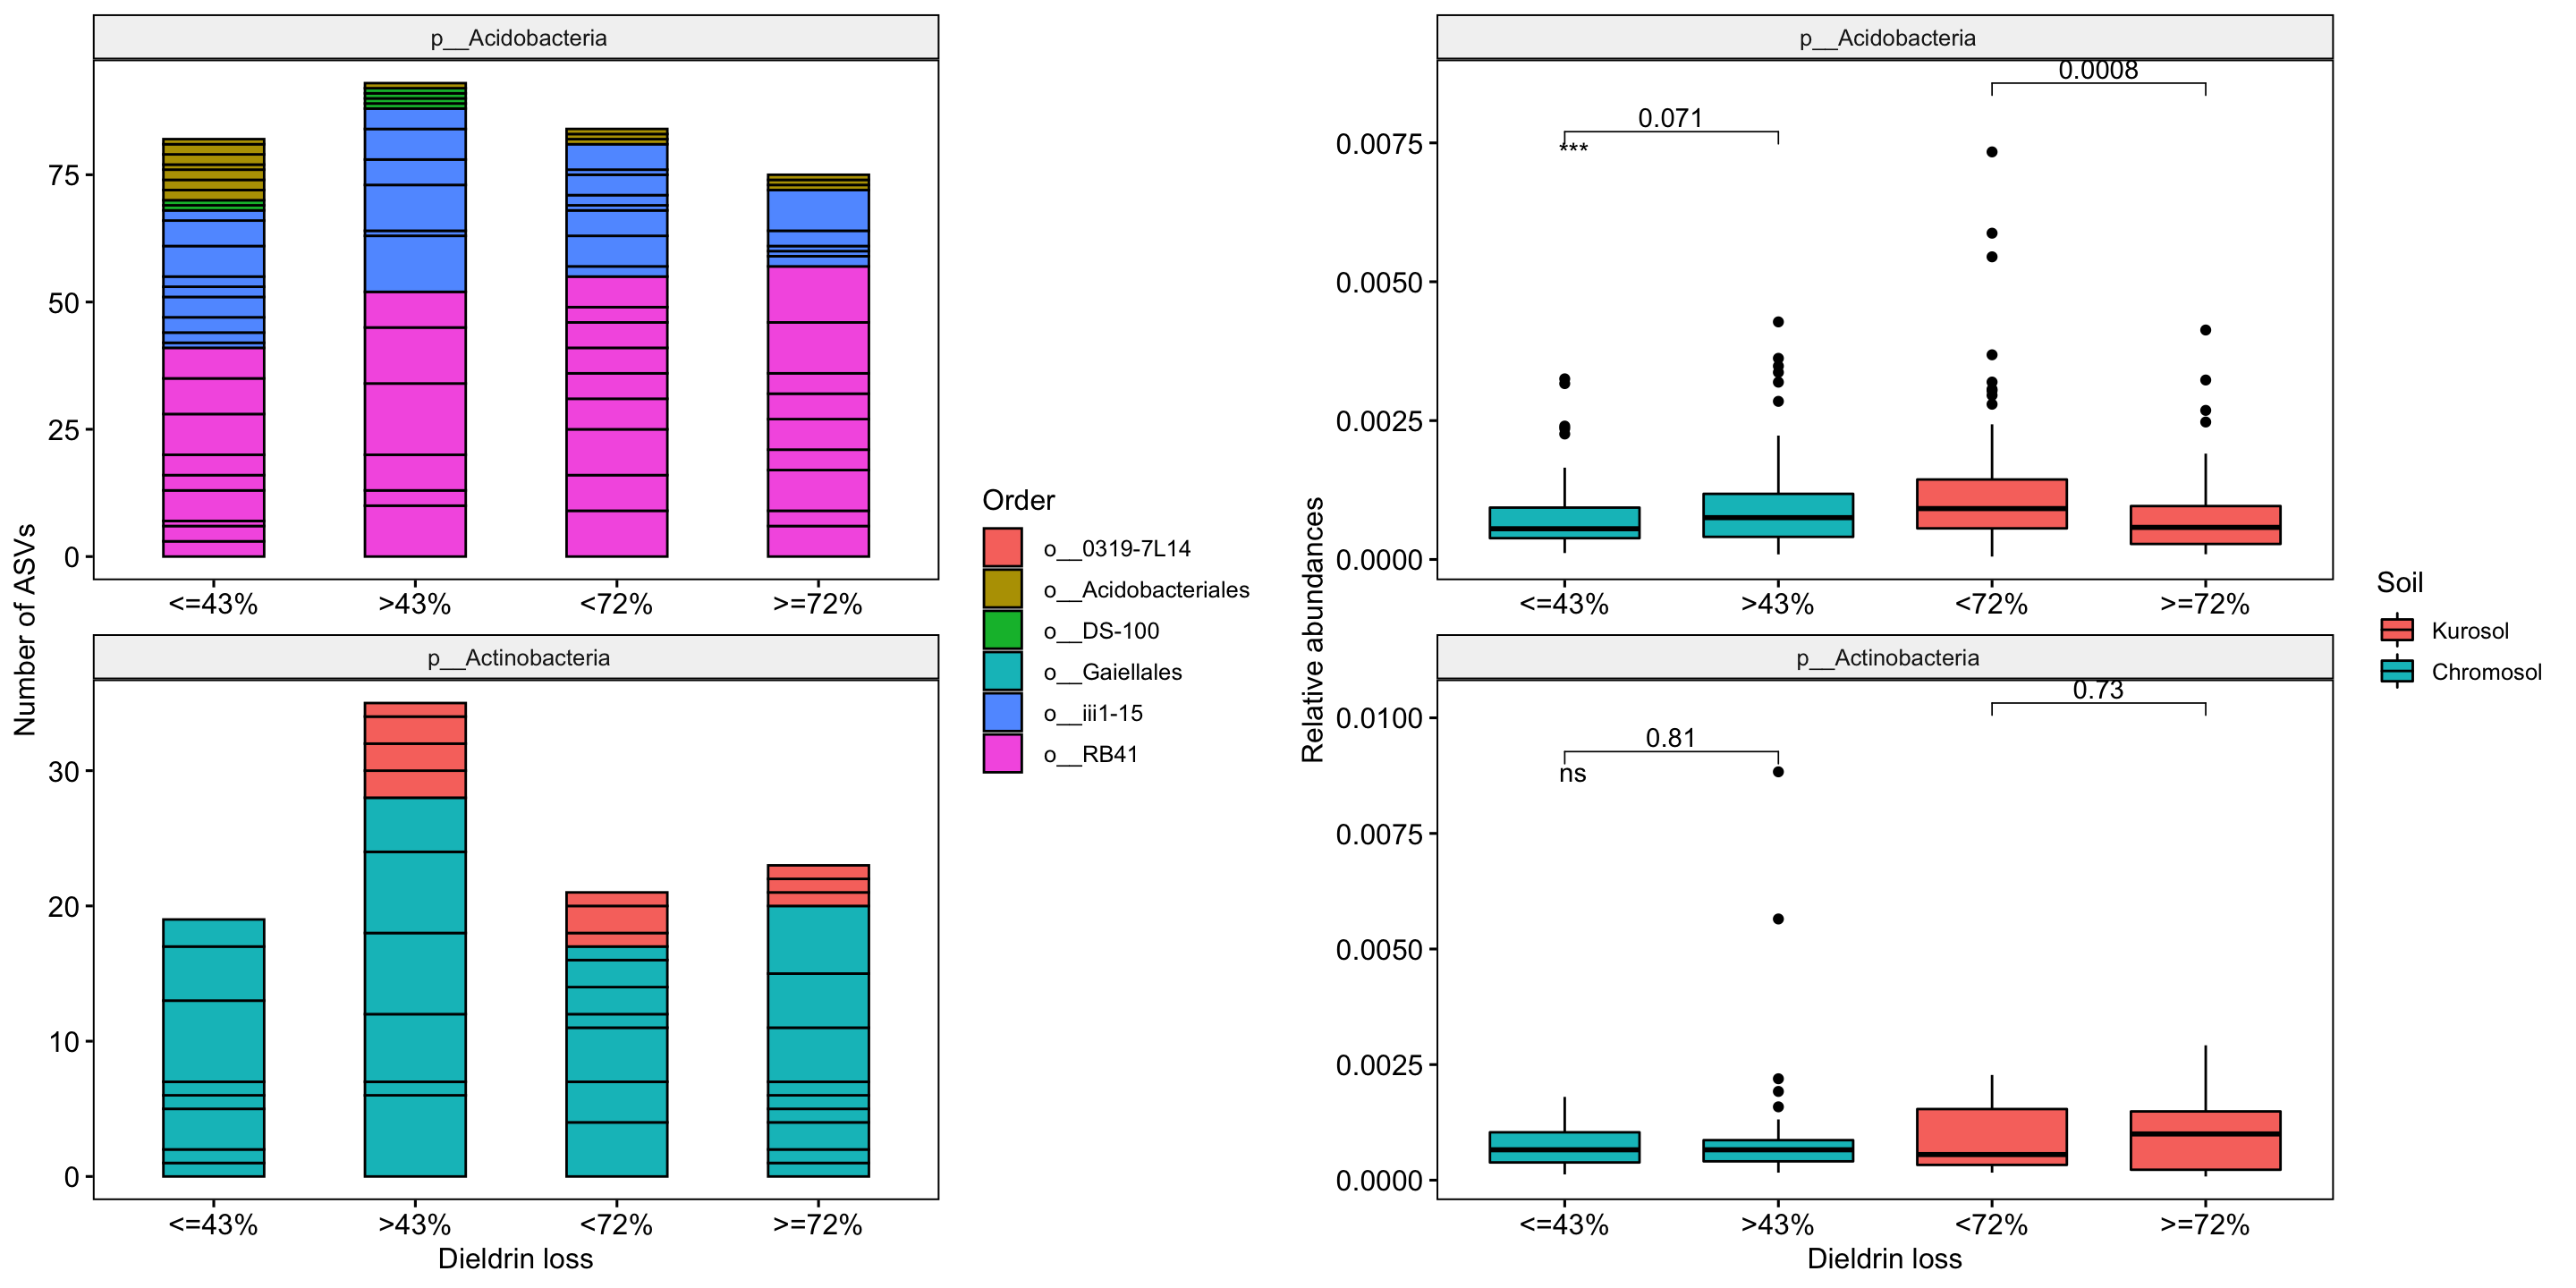 p__Acidobacteria
75
50
25
0
<=43%
>43%
<72%
>=72%
p__Actinobacteria
30
20
10
0
<=43%
>43%
<72%
>=72%
Number of ASVs
Dieldrin loss
Order
o__0319-7L14
o__Acidobacteriales
o__DS-100
o__Gaiellales
o__iii1-15
o__RB41
p__Acidobacteria
0.0008
0.071
***
0.0075
0.0050
0.0025
0.0000
<=43%
>43%
<72%
>=72%
p__Actinobacteria
0.73
0.81
ns
0.0100
0.0075
0.0050
0.0025
0.0000
<=43%
>43%
<72%
>=72%
Relative abundances
Dieldrin loss
Soil
Kurosol
Chromosol